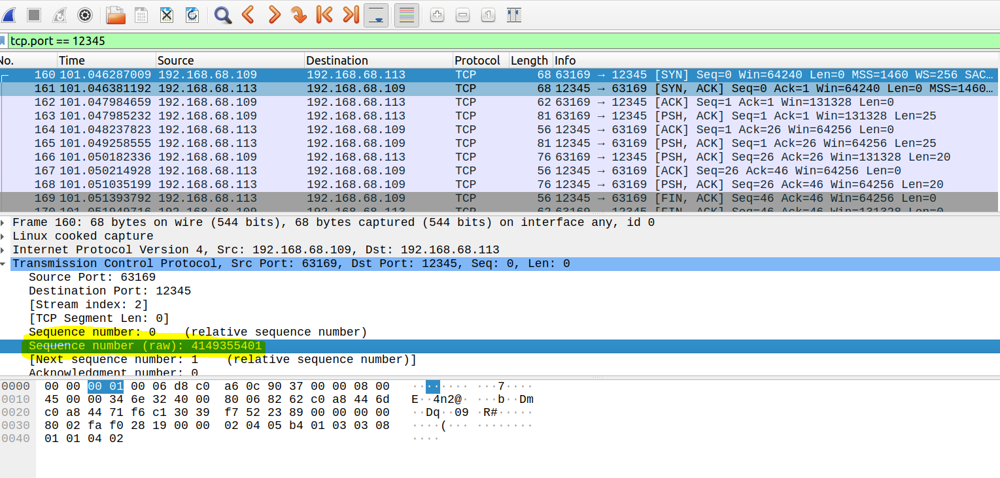 tcp.port == 12345
No. Time Source Destination Protocol Length Info
160 101.046287009 192.168.68.109 192.168.68.113 TCP 68 63169 → 12345 [SYN] Seq=0 Win=64240 Len=0 MSS=1460 WS=256 SAC…
161 101.046381192 192.168.68.113 192.168.68.109 TCP 68 12345 → 63169 [SYN, ACK] Seq=0 Ack=1 Win=64240 Len=0 MSS=1460…
162 101.047984659 192.168.68.109 192.168.68.113 TCP 62 63169 → 12345 [ACK] Seq=1 Ack=1 Win=131328 Len=0
163 101.047985232 192.168.68.109 192.168.68.113 TCP 81 63169 → 12345 [PSH, ACK] Seq=1 Ack=1 Win=131328 Len=25
164 101.048237823 192.168.68.113 192.168.68.109 TCP 56 12345 → 63169 [ACK] Seq=1 Ack=26 Win=64256 Len=0
165 101.049258555 192.168.68.113 192.168.68.109 TCP 81 12345 → 63169 [PSH, ACK] Seq=1 Ack=26 Win=64256 Len=25
166 101.050182336 192.168.68.109 192.168.68.113 TCP 76 63169 → 12345 [PSH, ACK] Seq=26 Ack=26 Win=131328 Len=20
167 101.050214928 192.168.68.113 192.168.68.109 TCP 56 12345 → 63169 [ACK] Seq=26 Ack=46 Win=64256 Len=0
168 101.051035199 192.168.68.113 192.168.68.109 TCP 76 12345 → 63169 [PSH, ACK] Seq=26 Ack=46 Win=64256 Len=20
169 101.051393792 192.168.68.113 192.168.68.109 TCP 56 12345 → 63169 [FIN, ACK] Seq=46 Ack=46 Win=64256 Len=0
170 101.051949716 192.168.68.109 192.168.68.113 TCP 62 63169 → 12345 [FIN, ACK] Seq=46 Ack=46 Win=131328 Len=0
Frame 160: 68 bytes on wire (544 bits), 68 bytes captured (544 bits) on interface any, id 0
Linux cooked capture
Internet Protocol Version 4, Src: 192.168.68.109, Dst: 192.168.68.113
Transmission Control Protocol, Src Port: 63169, Dst Port: 12345, Seq: 0, Len: 0
Source Port: 63169
Destination Port: 12345
[Stream index: 2]
[TCP Segment Len: 0]
Sequence number: 0 (relative sequence number)
Sequence number (raw): 4149355401
[Next sequence number: 1 (relative sequence number)]
Acknowledgment number: 0
0000 00 00 00 01 00 06 d8 c0 a6 0c 90 37 00 00 08 00 ········ ···7····
0010 45 00 00 34 6e 32 40 00 80 06 82 62 c0 a8 44 6d E··4n2@· ···b··Dm
0020 c0 a8 44 71 f6 c1 30 39 f7 52 23 89 00 00 00 00 ··Dq··09 ·R#·····
0030 80 02 fa f0 28 19 00 00 02 04 05 b4 01 03 03 08 ····(··· ········
0040 01 01 04 02 ····